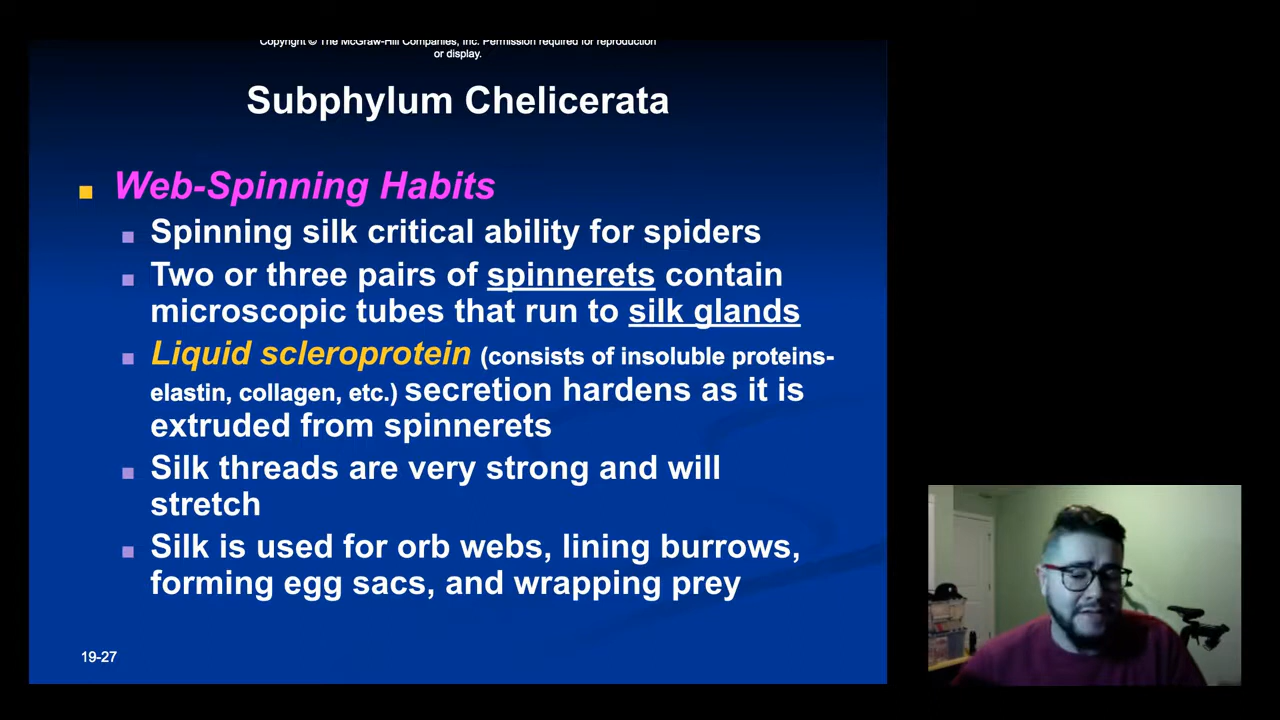 Copyright © The McGraw-Hill Companies, Inc. Permission required for reproduction
or display.
Subphylum Chelicerata
Web-Spinning Habits
Spinning silk critical ability for spiders
Two or three pairs of spinnerets contain
microscopic tubes that run to silk glands
Liquid scleroprotein (consists of insoluble proteins-
elastin, collagen, etc.) secretion hardens as it is
extruded from spinnerets
Silk threads are very strong and will
stretch
Silk is used for orb webs, lining burrows,
forming egg sacs, and wrapping prey
19-27